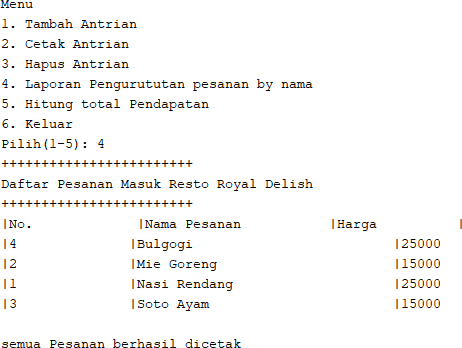 Menu
1. Tambah Antrian
2. Cetak Antrian
3. Hapus Antrian
4. Laporan Pengurututan pesanan by nama
5. Hitung total Pendapatan
6. Keluar
Pilih(1-5): 4
++++++++++++++++++++++++
Daftar Pesanan Masuk Resto Royal Delish
++++++++++++++++++++++++
|No. |Nama Pesanan |Harga |
|4 |Bulgogi |25000
|2 |Mie Goreng |15000
|1 |Nasi Rendang |25000
|3 |Soto Ayam |15000
semua Pesanan berhasil dicetak